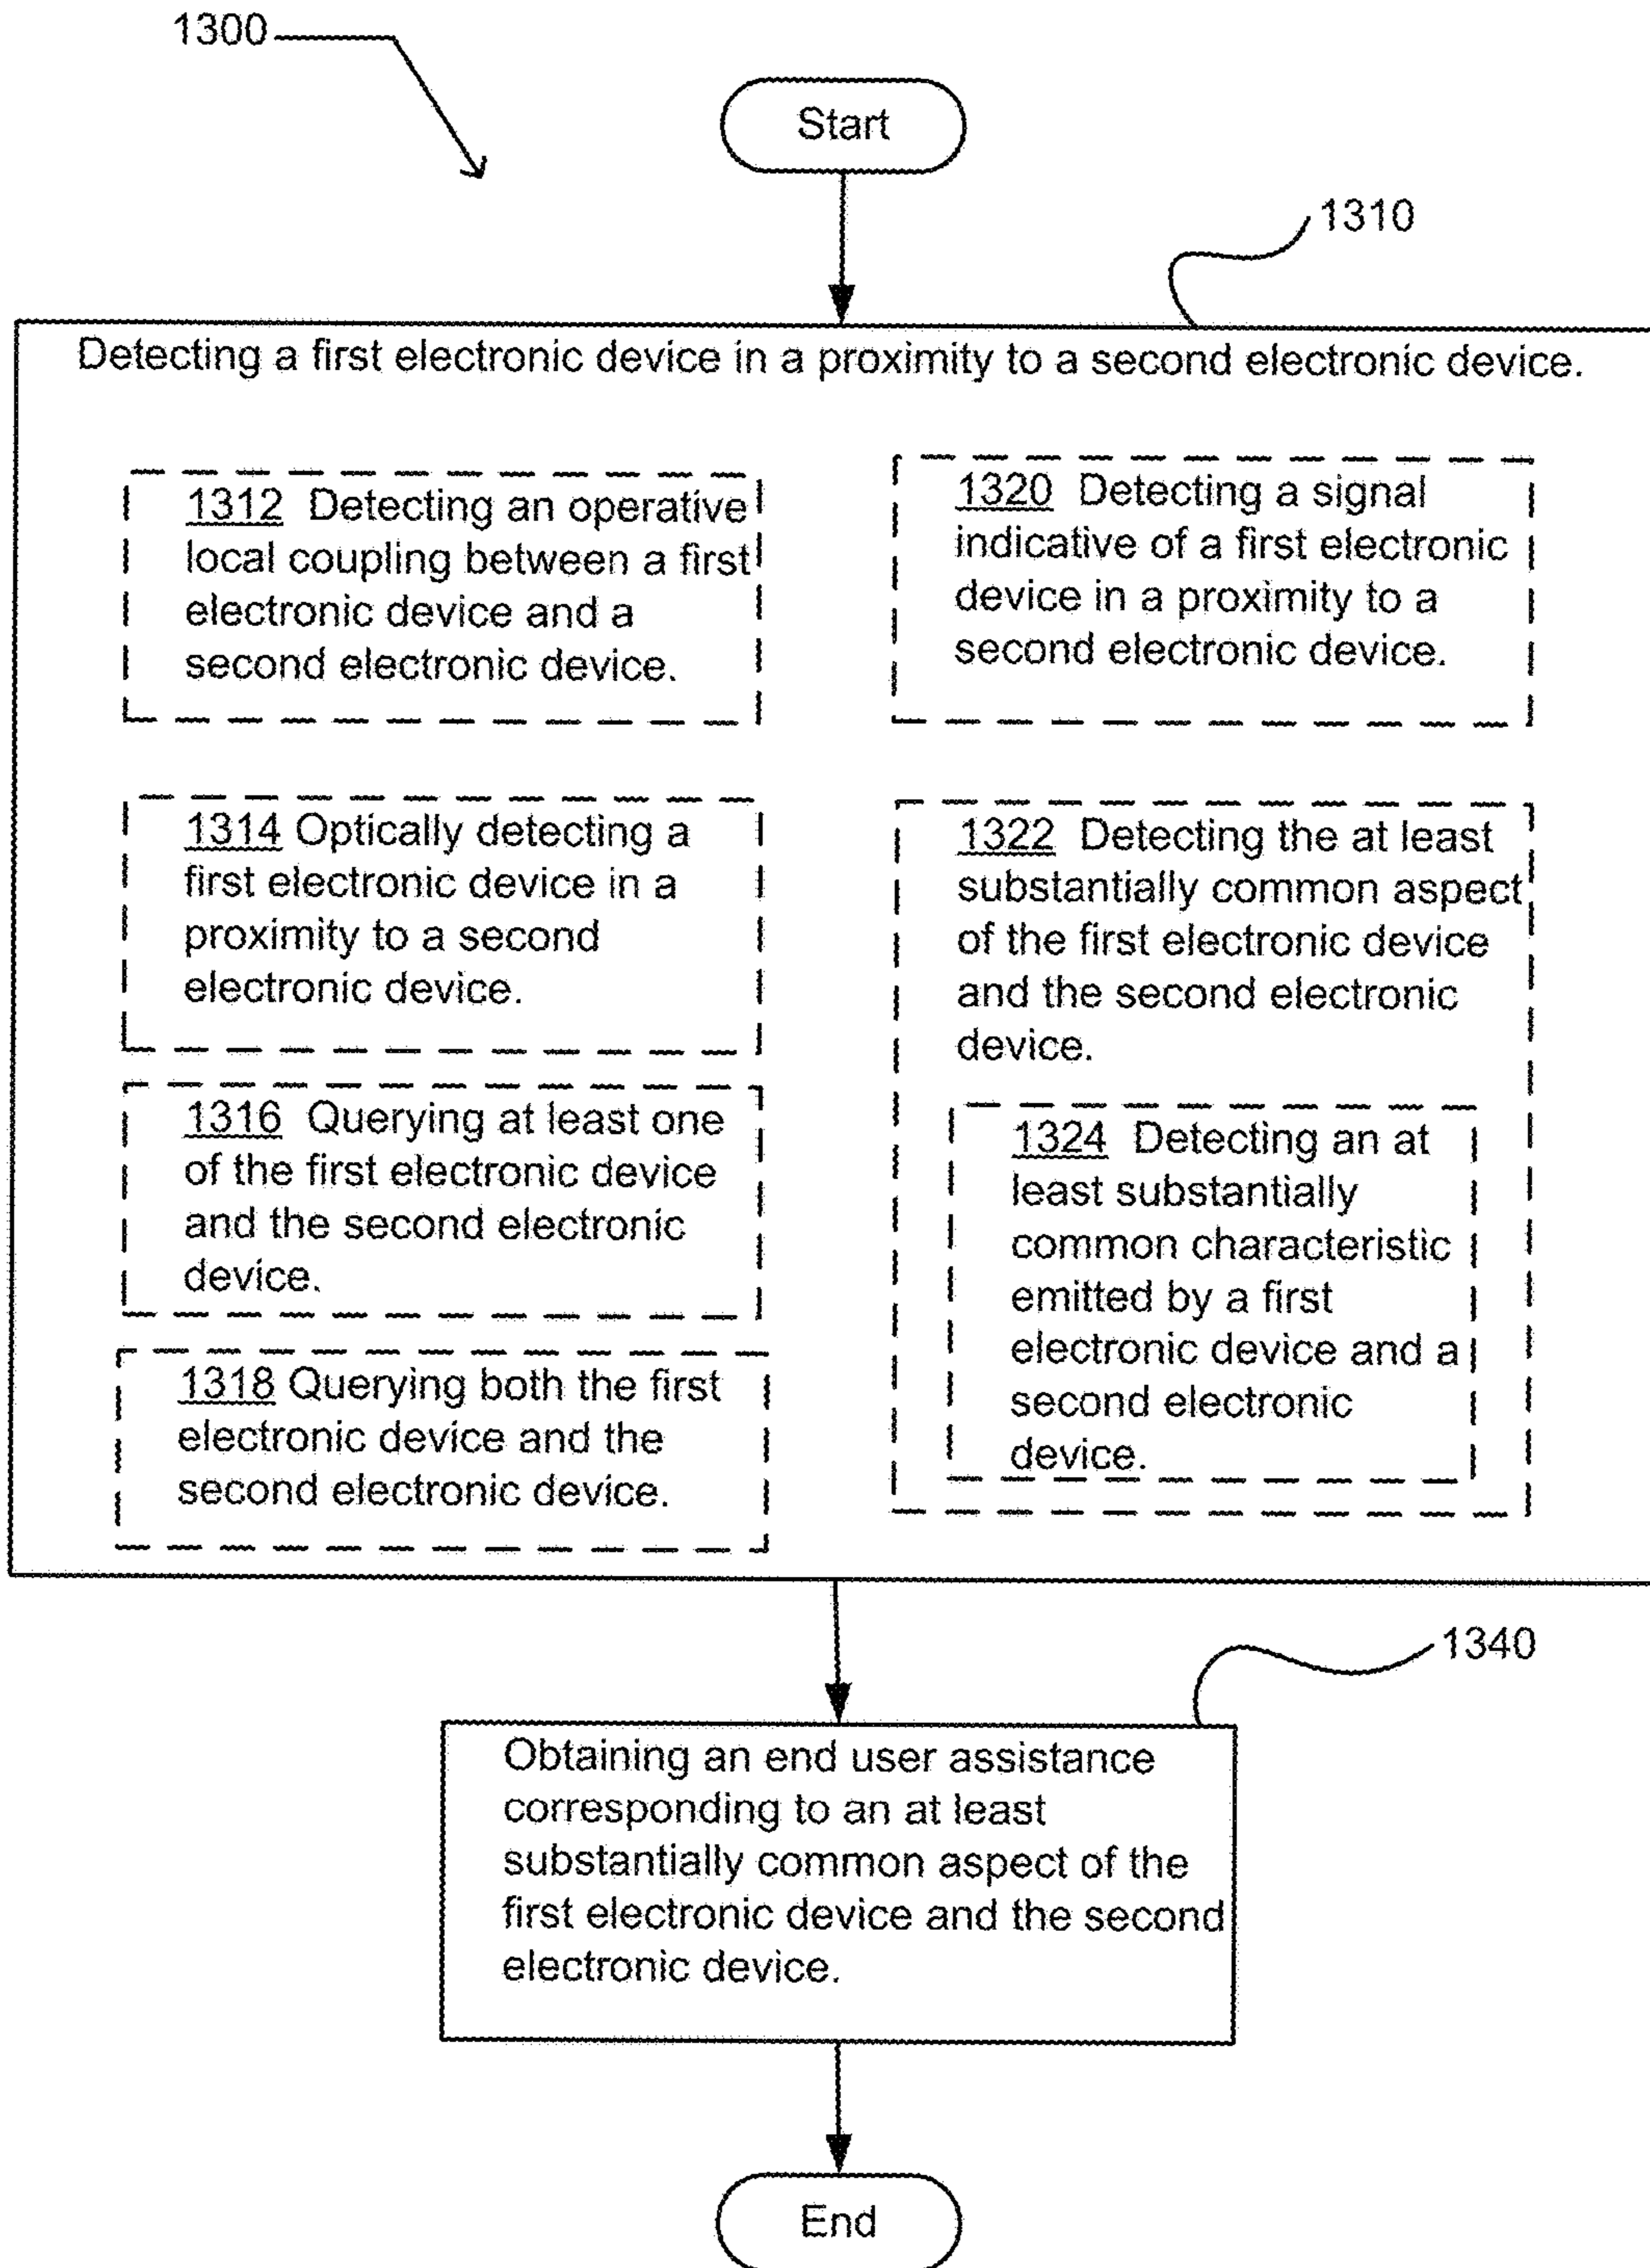 1300
Start
1310
Detecting a first electronic device in a proximity to a second electronic device.
1312 Detecting an operative
local coupling between a first
electronic device and a
second electronic device.
1314 Optically detecting a
first electronic device in a
proximity to a second
electronic device.
1316 Querying at least one
of the first electronic device
and the second electronic
device.
1318 Querying both the first
electronic device and the
second electronic device.
1320 Detecting a signal
indicative of a first electronic
device in a proximity to a
second electronic device.
1322 Detecting the at least
substantially common aspect
of the first electronic device
and the second electronic
device.
1324 Detecting an at
least substantially
common characteristic
emitted by a first
electronic device and a
second electronic
device.
1340
Obtaining an end user assistance
corresponding to an at least
substantially common aspect of the
first electronic device and the second
electronic device.
End